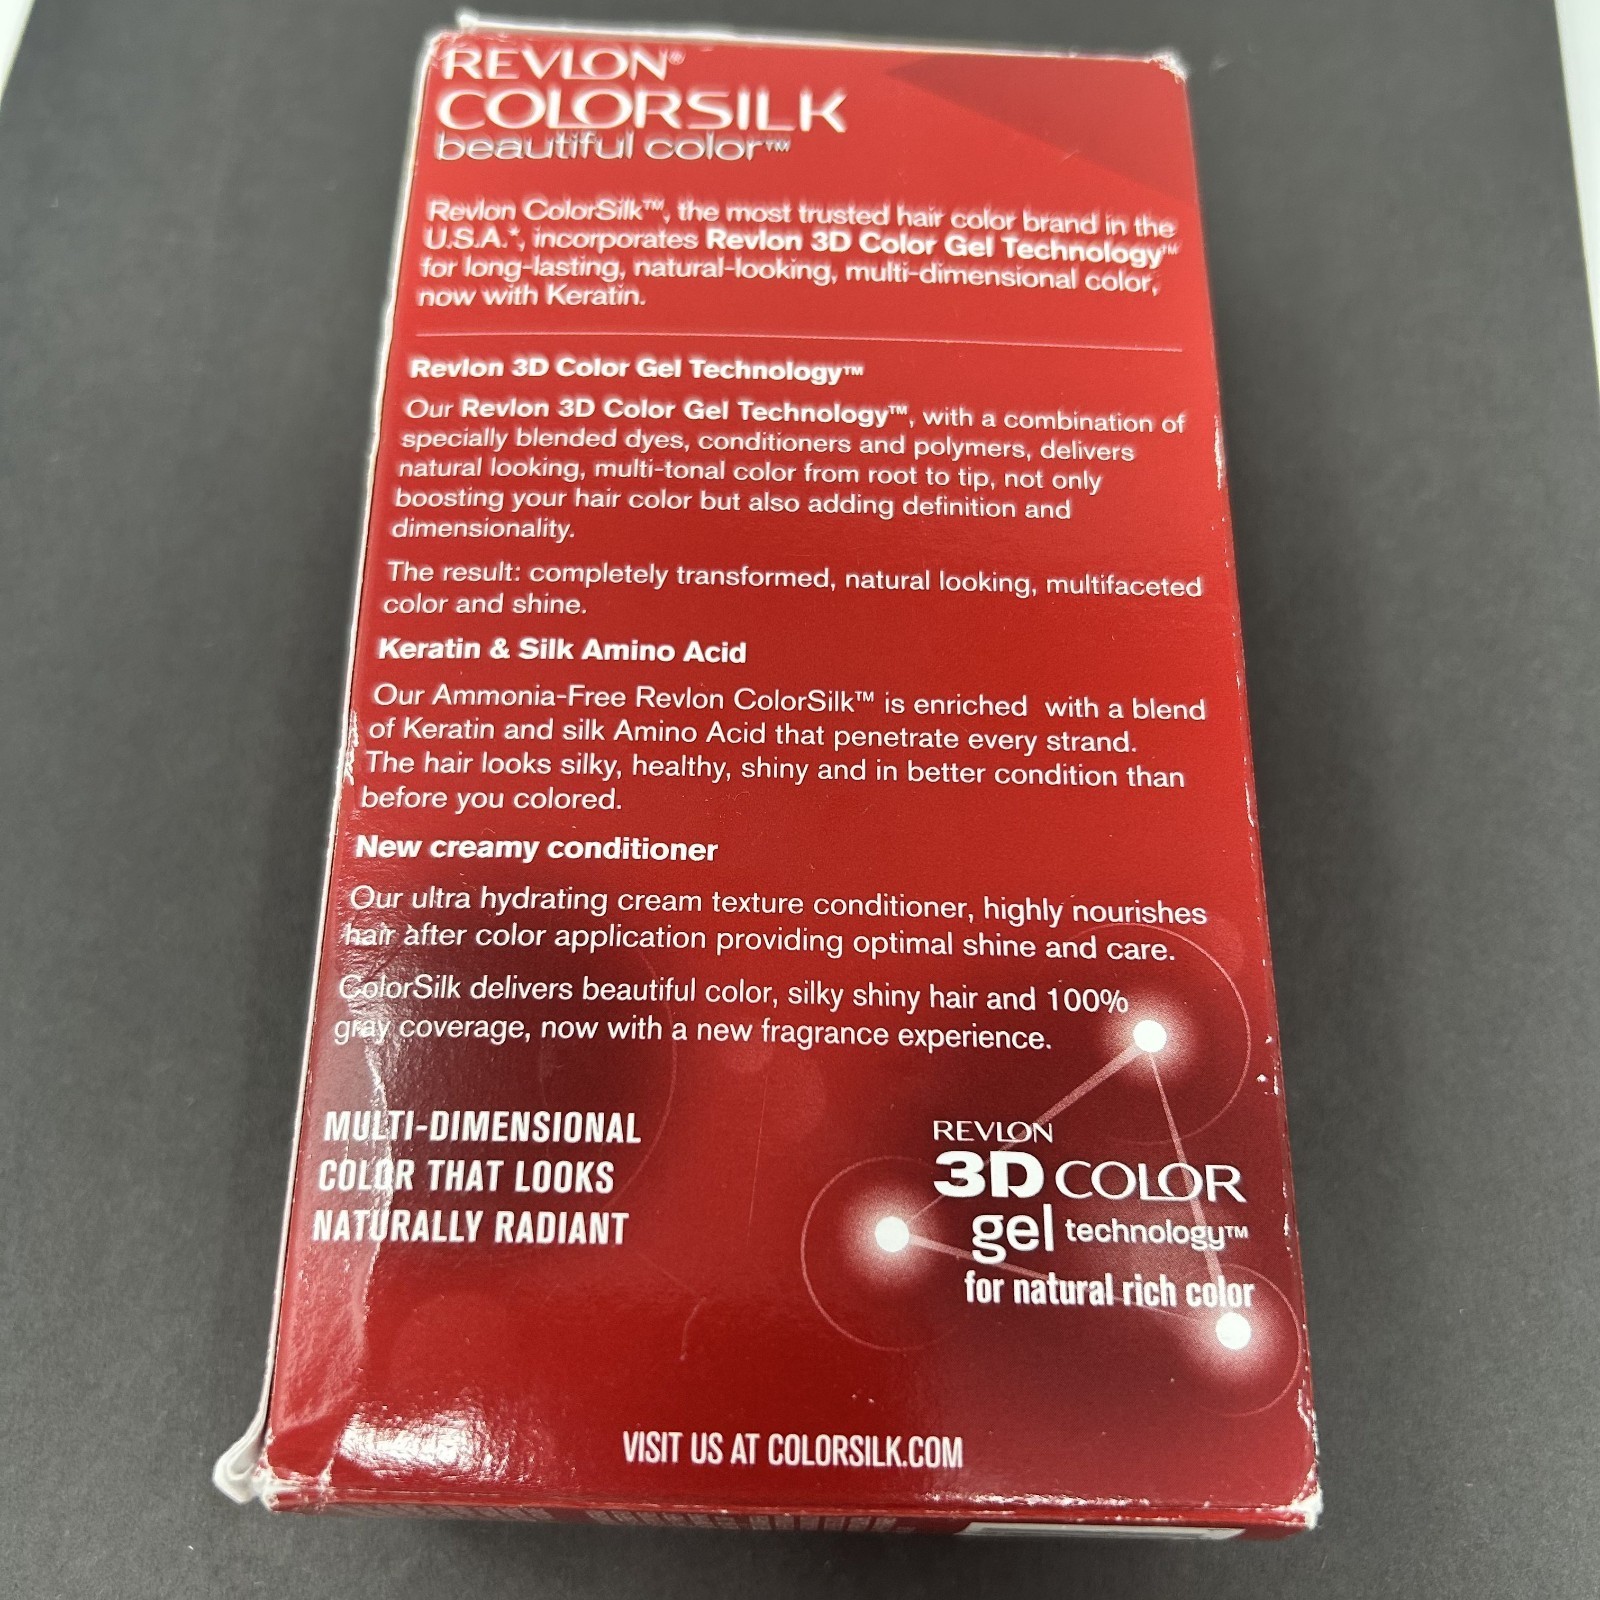 REVLON®
COLORSILK
beautiful color™
Revlon ColorSilk™, the most trusted hair color brand in the
U.S.A.*, incorporates Revlon 3D Color Gel Technology™
for long-lasting, natural-looking, multi-dimensional color,
now with Keratin.
Revlon 3D Color Gel Technology™
Our Revlon 3D Color Gel Technology™, with a combination of
specially blended dyes, conditioners and polymers, delivers
natural looking, multi-tonal color from root to tip, not only
boosting your hair color but also adding definition and
dimensionality.
The result: completely transformed, natural looking, multifaceted
color and shine.
Keratin & Silk Amino Acid
Our Ammonia-Free Revlon ColorSilk™ is enriched with a blend
of Keratin and silk Amino Acid that penetrate every strand.
The hair looks silky, healthy, shiny and in better condition than
before you colored.
New creamy conditioner
Our ultra hydrating cream texture conditioner, highly nourishes
hair after color application providing optimal shine and care.
ColorSilk delivers beautiful color, silky shiny hair and 100%
gray coverage, now with a new fragrance experience.
MULTI-DIMENSIONAL
COLOR THAT LOOKS
NATURALLY RADIANT
REVLON
3D COLOR
gel technology™
for natural rich color
VISIT US AT COLORSILK.COM